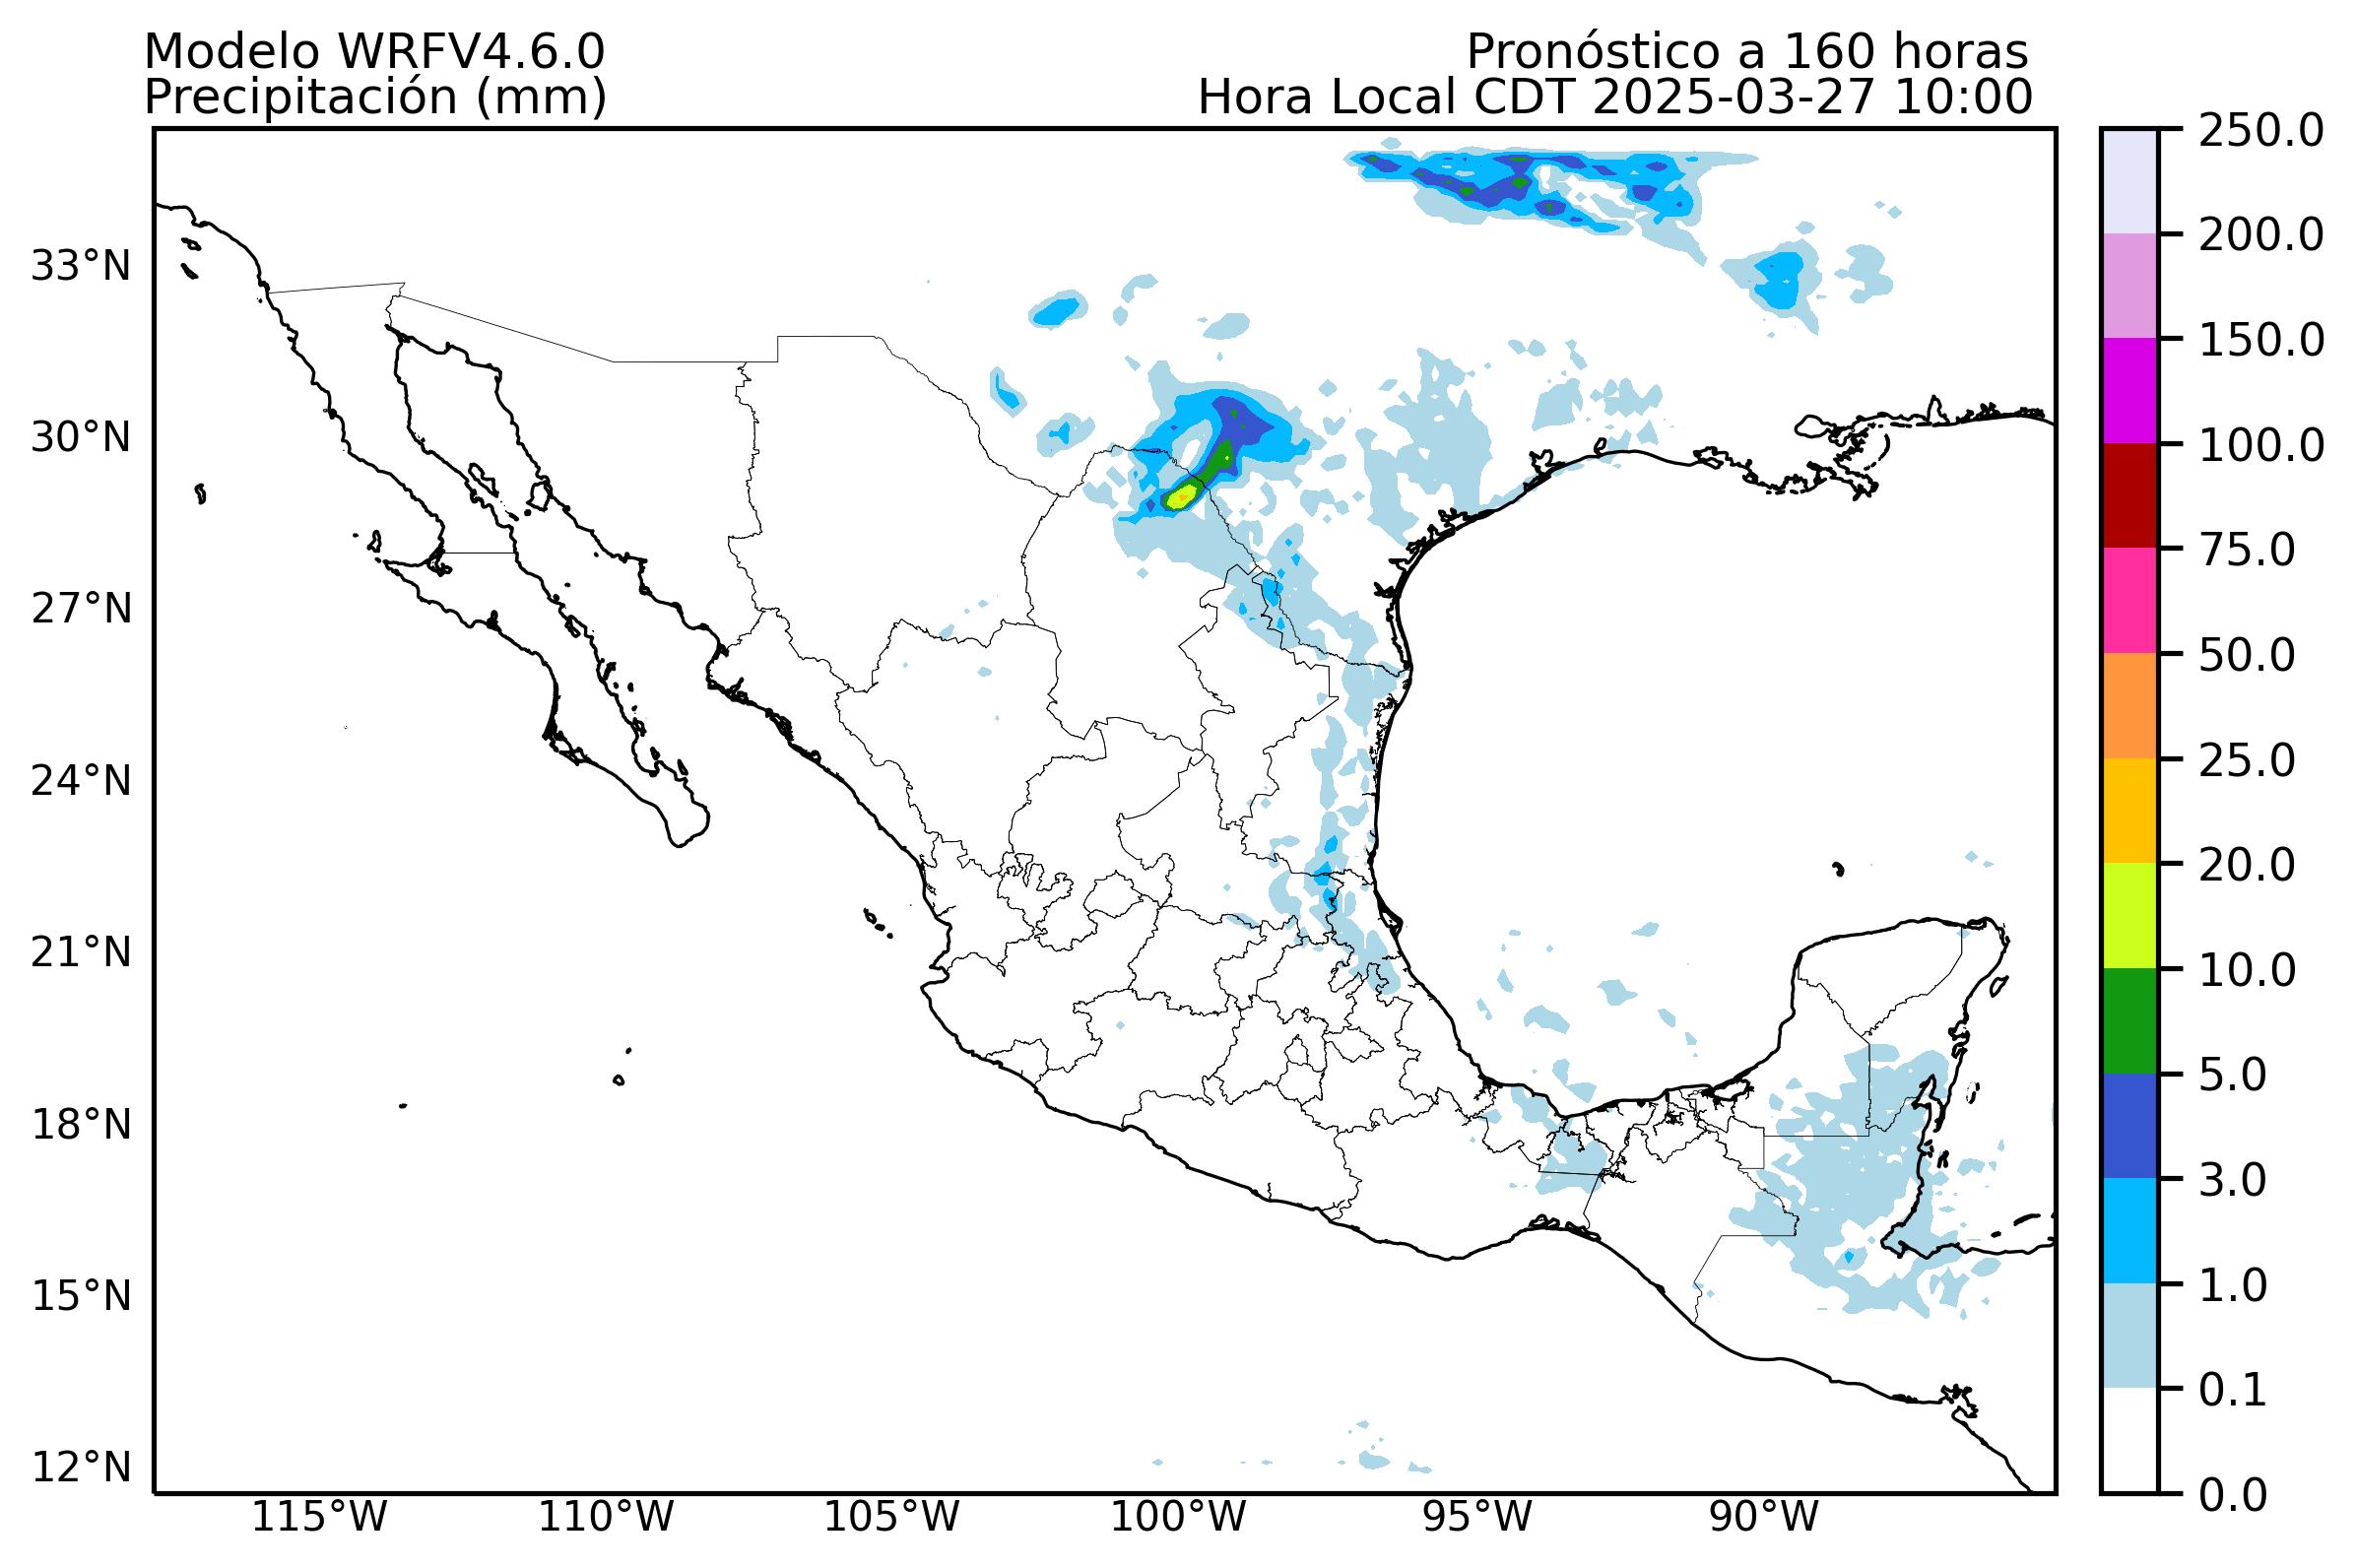 Modelo WRFV4.6.0
Pronóstico a 160 horas
Precipitación (mm)
Hora Local CDT 2025-03-27 10:00
33°N
30°N
27°N
24°N
21°N
18°N
15°N
12°N
115°W
110°W
105°W
100°W
95°W
90°W
250.0
200.0
150.0
100.0
75.0
50.0
25.0
20.0
10.0
5.0
3.0
1.0
0.1
0.0